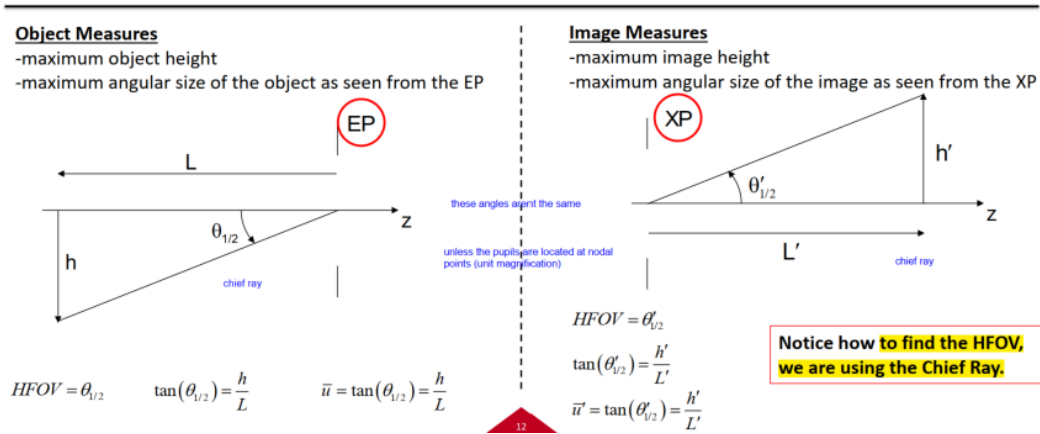 Object Measures
-maximum object height
-maximum angular size of the object as seen from the EP
EP
L
z
θ1/2
h
chief ray
HFOV = θ1/2
tan(θ1/2) = h/L
ū = tan(θ1/2) = h/L
these angles arent the same
unless the pupils are located at nodal
points (unit magnification)
Image Measures
-maximum image height
-maximum angular size of the image as seen from the XP
XP
h′
θ′1/2
z
L′
chief ray
HFOV = θ′1/2
tan(θ′1/2) = h′/L′
ū′ = tan(θ′1/2) = h′/L′
Notice how to find the HFOV,
we are using the Chief Ray.
12